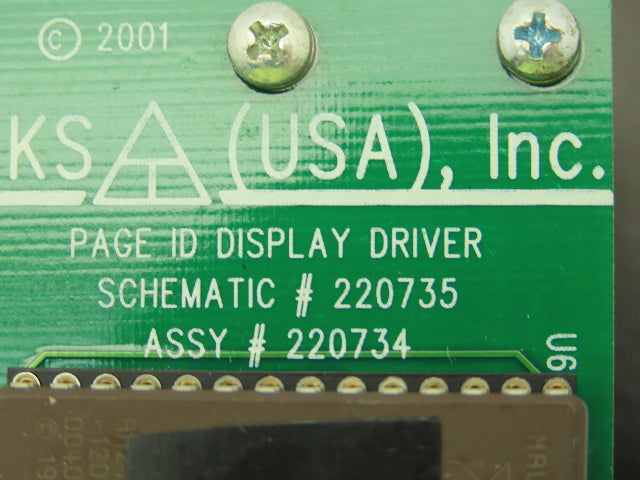 © 2001
KS (USA), Inc.
PAGE ID DISPLAY DRIVER
SCHEMATIC # 220735
ASSY # 220734
U6